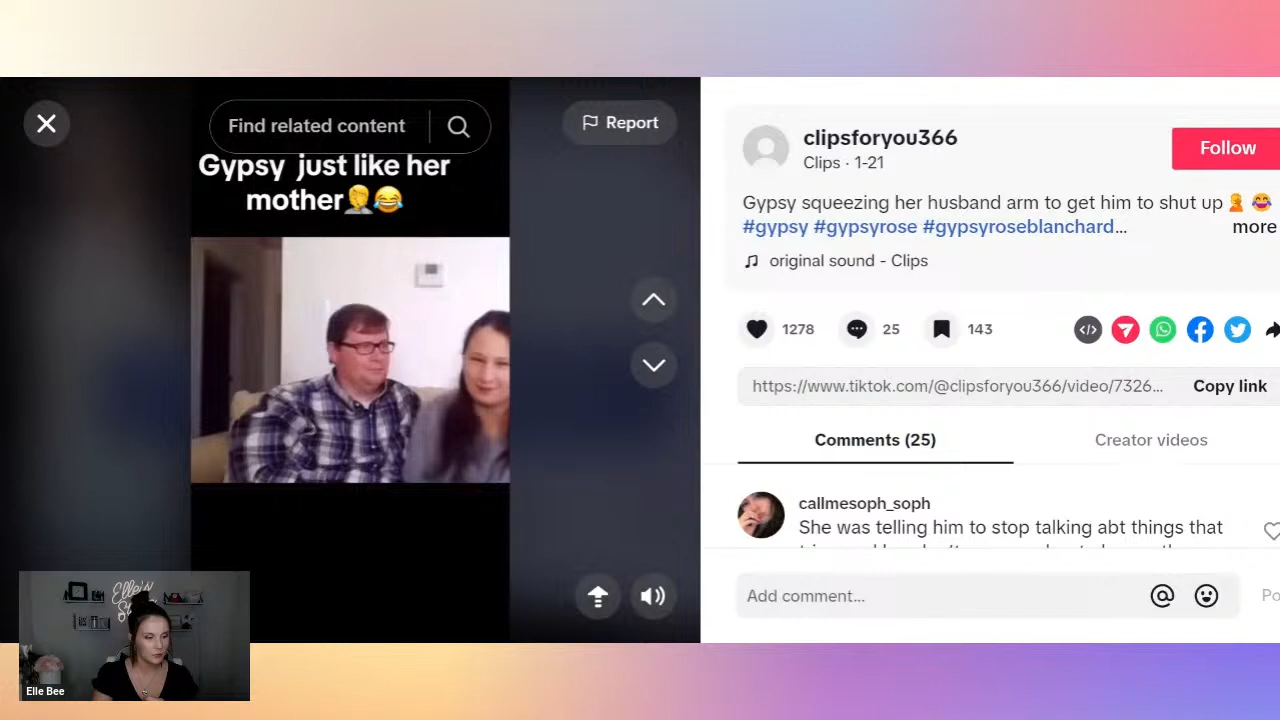 Find related content
Report
Gypsy just like her
mother🤦😂
clipsforyou366
Clips · 1-21
Follow
Gypsy squeezing her husband arm to get him to shut up 🤦 😂
#gypsy #gypsyrose #gypsyroseblanchard...
more
original sound - Clips
1278
25
143
https://www.tiktok.com/@clipsforyou366/video/7326...
Copy link
Comments (25)
Creator videos
callmesoph_soph
She was telling him to stop talking abt things that
Add comment...
Elle's
Elle Bee